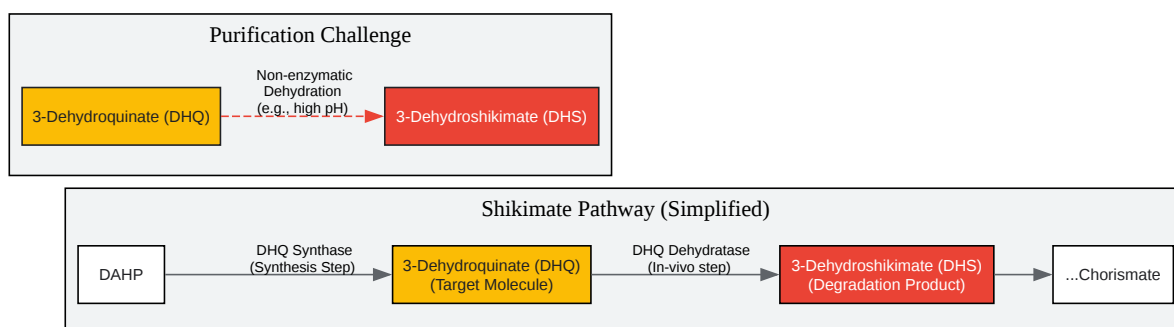 Purification Challenge
Non-enzymatic
Dehydration
(e.g., high pH)
3-Dehydroquinate (DHQ)
3-Dehydroshikimate (DHS)
Shikimate Pathway (Simplified)
DAHP
DHQ Synthase
(Synthesis Step)
3-Dehydroquinate (DHQ)
(Target Molecule)
DHQ Dehydratase
(In-vivo step)
3-Dehydroshikimate (DHS)
(Degradation Product)
...Chorismate